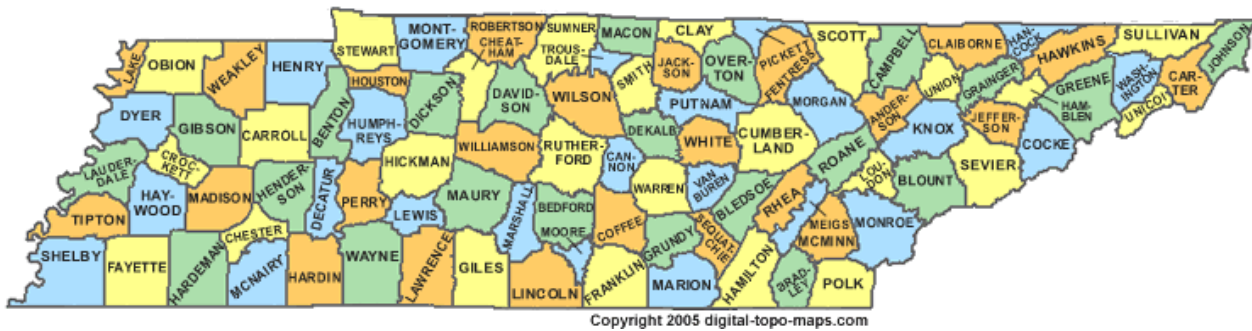 LAKE
OBION
WEAKLEY
HENRY
STEWART
MONT-
GOMERY
ROBERTSON
CHEAT-
HAM
SUMNER
TROUS-
DALE
MACON
CLAY
PICKETT
SCOTT
CAMPBELL
CLAIBORNE
HAN-
COCK
HAWKINS
SULLIVAN
JOHNSON
DYER
GIBSON
CARROLL
BENTON
HOUSTON
HUMPH-
REYS
DICKSON
DAVID-
SON
WILSON
SMITH
JACK-
SON
OVER-
TON
FENTRESS
PUTNAM
MORGAN
ANDER-
SON
UNION
GRAINGER
HAM-
BLEN
GREENE
WASH-
INGTON
UNICOI
CAR-
TER
LAUDER-
DALE
CROC-
KETT
HAY-
WOOD
MADISON
HENDER-
SON
DECATUR
PERRY
HICKMAN
WILLIAMSON
RUTHER-
FORD
CAN-
NON
DEKALB
WHITE
CUMBER-
LAND
ROANE
LOU-
DON
KNOX
JEFFER-
SON
SEVIER
COCKE
TIPTON
CHESTER
LEWIS
MAURY
MARSHALL
BEDFORD
MOORE
COFFEE
WARREN
VAN
BUREN
BLEDSOE
RHEA
MEIGS
MCMINN
MONROE
BLOUNT
SHELBY
FAYETTE
HARDEMAN
MCNAIRY
HARDIN
WAYNE
LAWRENCE
GILES
LINCOLN
FRANKLIN
GRUNDY
SEQUAT-
CHIE
MARION
HAMILTON
BRAD-
LEY
POLK
Copyright 2005 digital-topo-maps.com